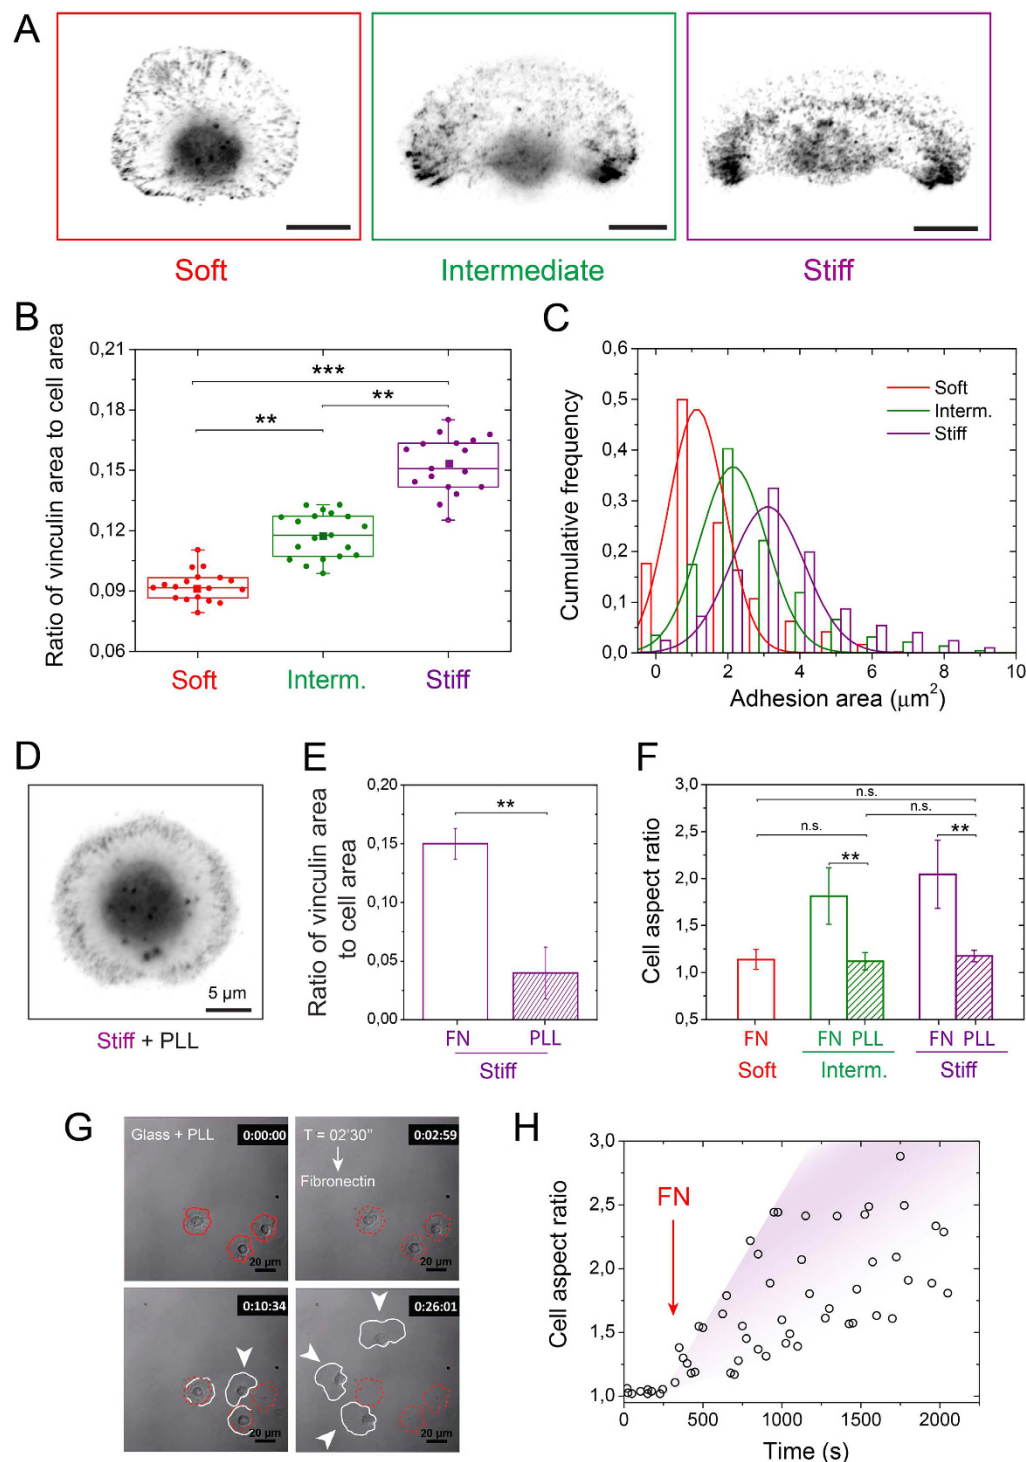 A
Soft
Intermediate
Stiff
B
Ratio of vinculin area to cell area
0,21
0,18
0,15
0,12
0,09
0,06
***
**
**
Soft
Interm.
Stiff
C
Cumulative frequency
0,6
0,5
0,4
0,3
0,2
0,1
0,0
Soft
Interm.
Stiff
0 2 4 6 8 10
Adhesion area (μm²)
D
5 μm
Stiff + PLL
E
Ratio of vinculin area
to cell area
0,20
0,15
0,10
0,05
0,00
**
FN PLL
Stiff
F
Cell aspect ratio
3,0
2,5
2,0
1,5
1,0
0,5
n.s.
n.s.
n.s.
**
**
FN FN PLL FN PLL
Soft Interm. Stiff
G
Glass + PLL
0:00:00
20 μm
T = 02'30"
0:02:59
Fibronectin
20 μm
0:10:34
20 μm
0:26:01
20 μm
H
Cell aspect ratio
3,0
2,5
2,0
1,5
1,0
FN
0 500 1000 1500 2000
Time (s)